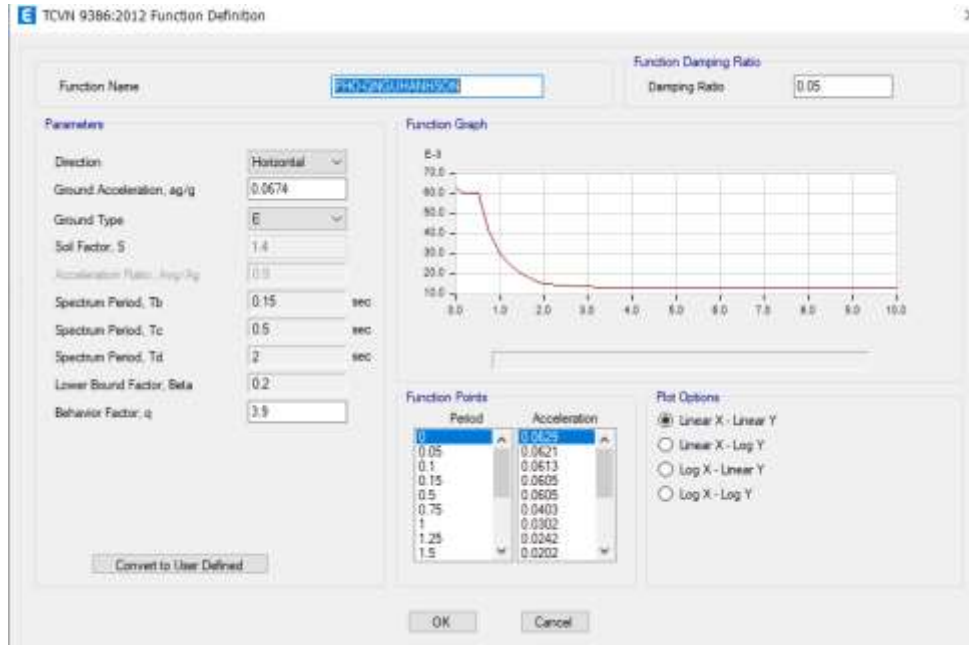 E TCVN 9386:2012 Function Definition
Function Name
Function Damping Ratio
Damping Ratio 0.05
Parameters
Direction Horizontal
Ground Acceleration, ag/g 0.0674
Ground Type E
Soil Factor, S 1.4
Acceleration Ratio, Avg/Ag 0.9
Spectrum Period, Tb 0.15 sec
Spectrum Period, Tc 0.5 sec
Spectrum Period, Td 2 sec
Lower Bound Factor, Beta 0.2
Behavior Factor, q 3.9
Convert to User Defined
Function Graph
E-3
70.0
60.0
50.0
40.0
30.0
20.0
10.0
0.0 1.0 2.0 3.0 4.0 5.0 6.0 7.0 8.0 9.0 10.0
Function Points
Period Acceleration
0 0.0629
0.05 0.0621
0.1 0.0613
0.15 0.0605
0.5 0.0605
0.75 0.0403
1 0.0302
1.25 0.0242
1.5 0.0202
Plot Options
Linear X - Linear Y
Linear X - Log Y
Log X - Linear Y
Log X - Log Y
OK Cancel